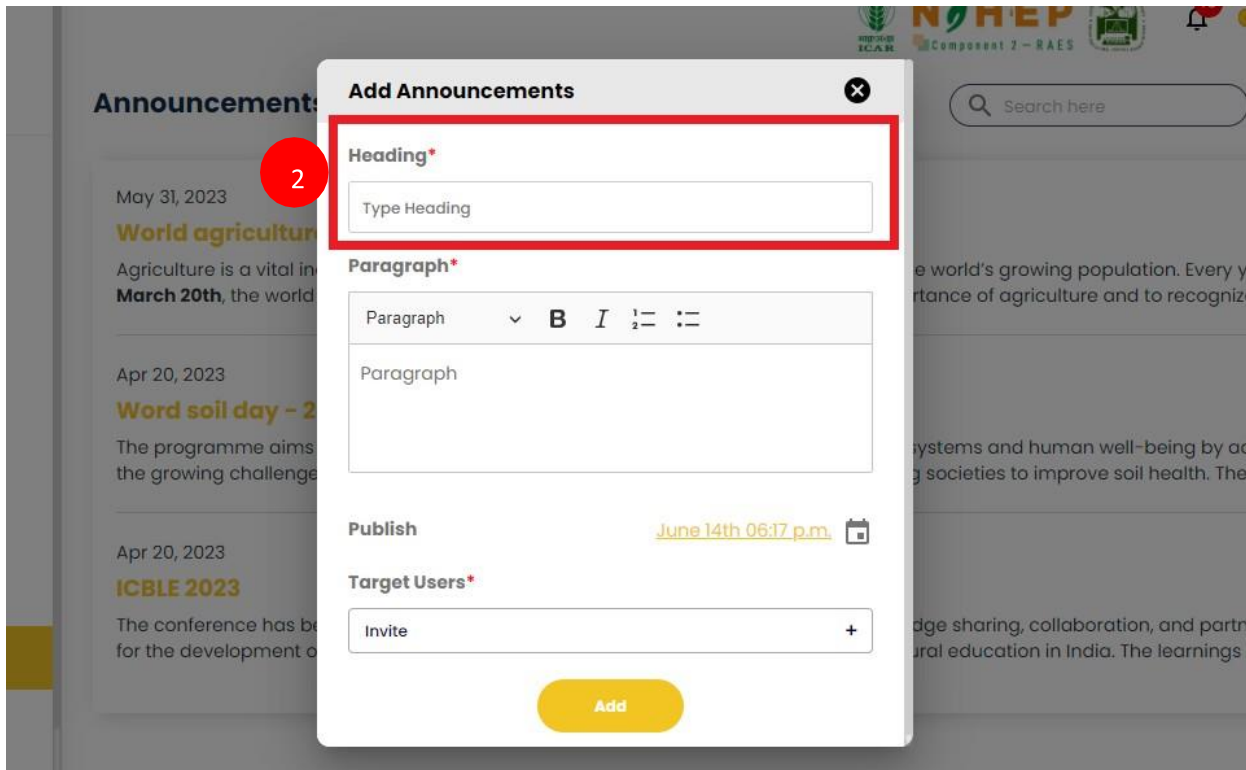 NAHEP
ICAR
Component 2 – RAES
Announcements
Search here
Add Announcements
Heading*
2
Type Heading
May 31, 2023
World agricultur
Agriculture is a vital in
e world's growing population. Every y
March 20th, the world
rtance of agriculture and to recogniz
Paragraph*
Paragraph
B I
Paragraph
Apr 20, 2023
Word soil day - 2
The programme aims
systems and human well-being by ad
the growing challenge
g societies to improve soil health. The
Publish
June 14th 06:17 p.m.
Apr 20, 2023
ICBLE 2023
Target Users*
The conference has be
dge sharing, collaboration, and partn
Invite +
for the development o
ural education in India. The learnings
Add